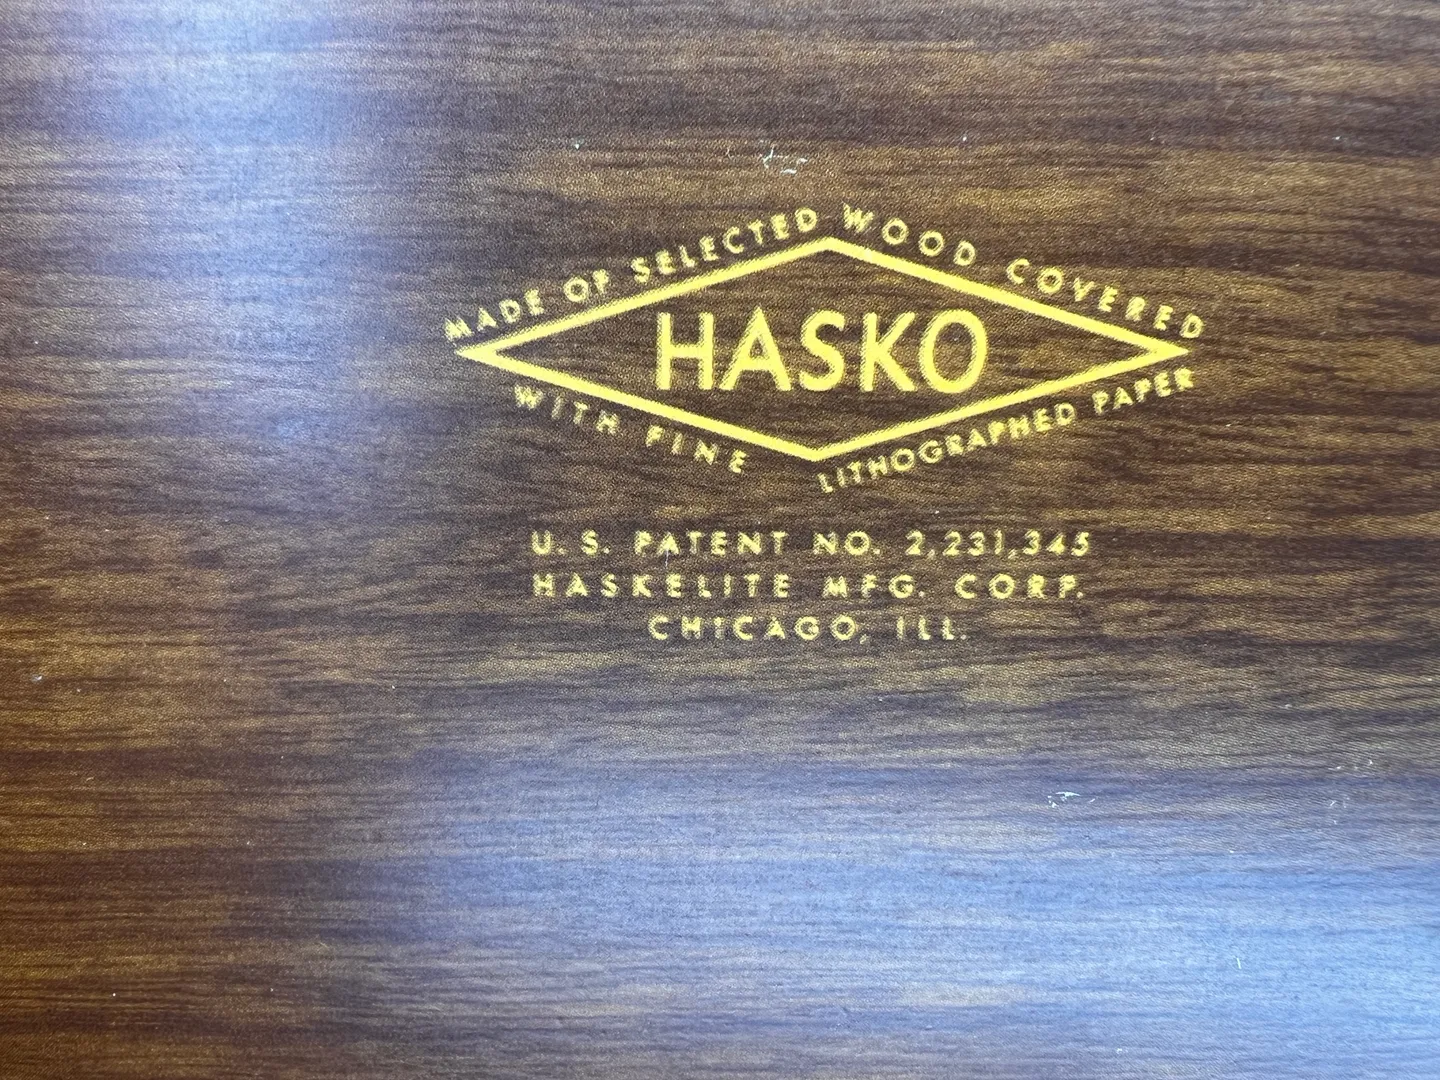 MADE OF SELECTED WOOD COVERED
HASKO
WITH FINE LITHOGRAPHED PAPER
U. S. PATENT NO. 2,231,345
HASKELITE MFG. CORP.
CHICAGO, ILL.